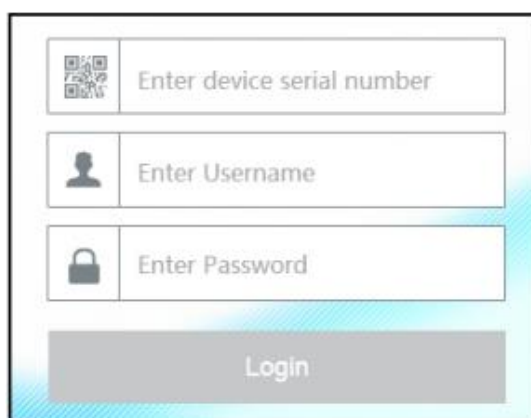 Enter device serial number
Enter Username
Enter Password
Login